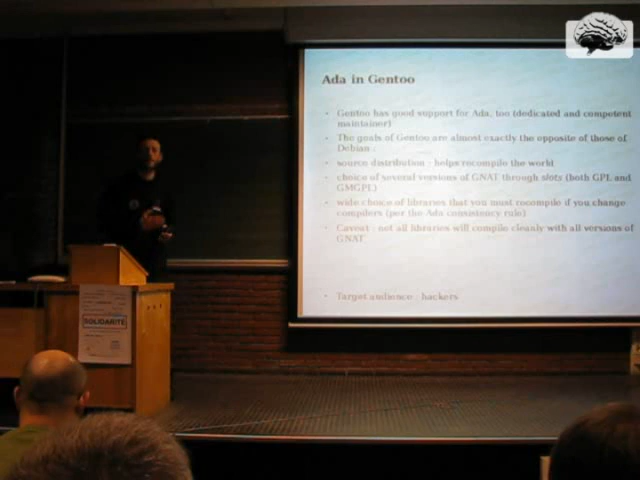 Ada in Gentoo
- Gentoo has good support for Ada, too (dedicated and competent
maintainer)
- The goals of Gentoo are almost exactly the opposite of those of
Debian :
- source distribution : helps recompile the world
- choice of several versions of GNAT through slots (both GPL and
GMGPL)
- wide choice of libraries that you must recompile if you change
compilers (per the Ada consistency rule)
- Caveat : not all libraries will compile cleanly with all versions of
GNAT
- Target audience : hackers
SOLIDARITÉ